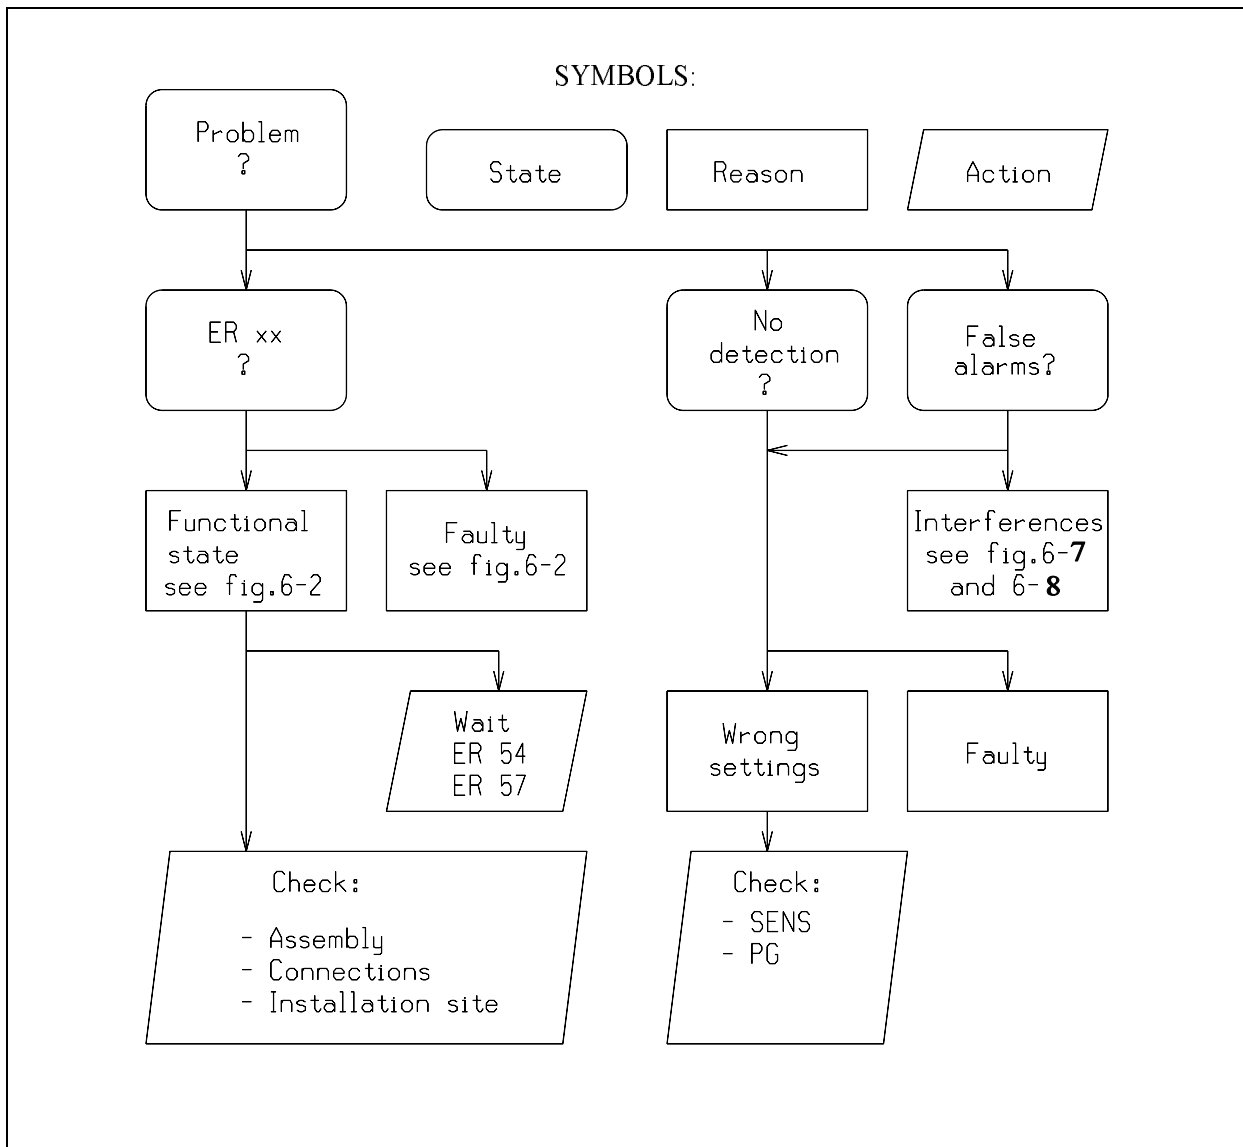 SYMBOLS:
Problem
?
State
Reason
Action
ER xx
?
No
detection
?
False
alarms?
Functional
state
see fig.6-2
Faulty
see fig.6-2
Interferences
see fig.6-7
and 6-8
Wait
ER 54
ER 57
Wrong
settings
Faulty
Check:
- Assembly
- Connections
- Installation site
Check:
- SENS
- PG